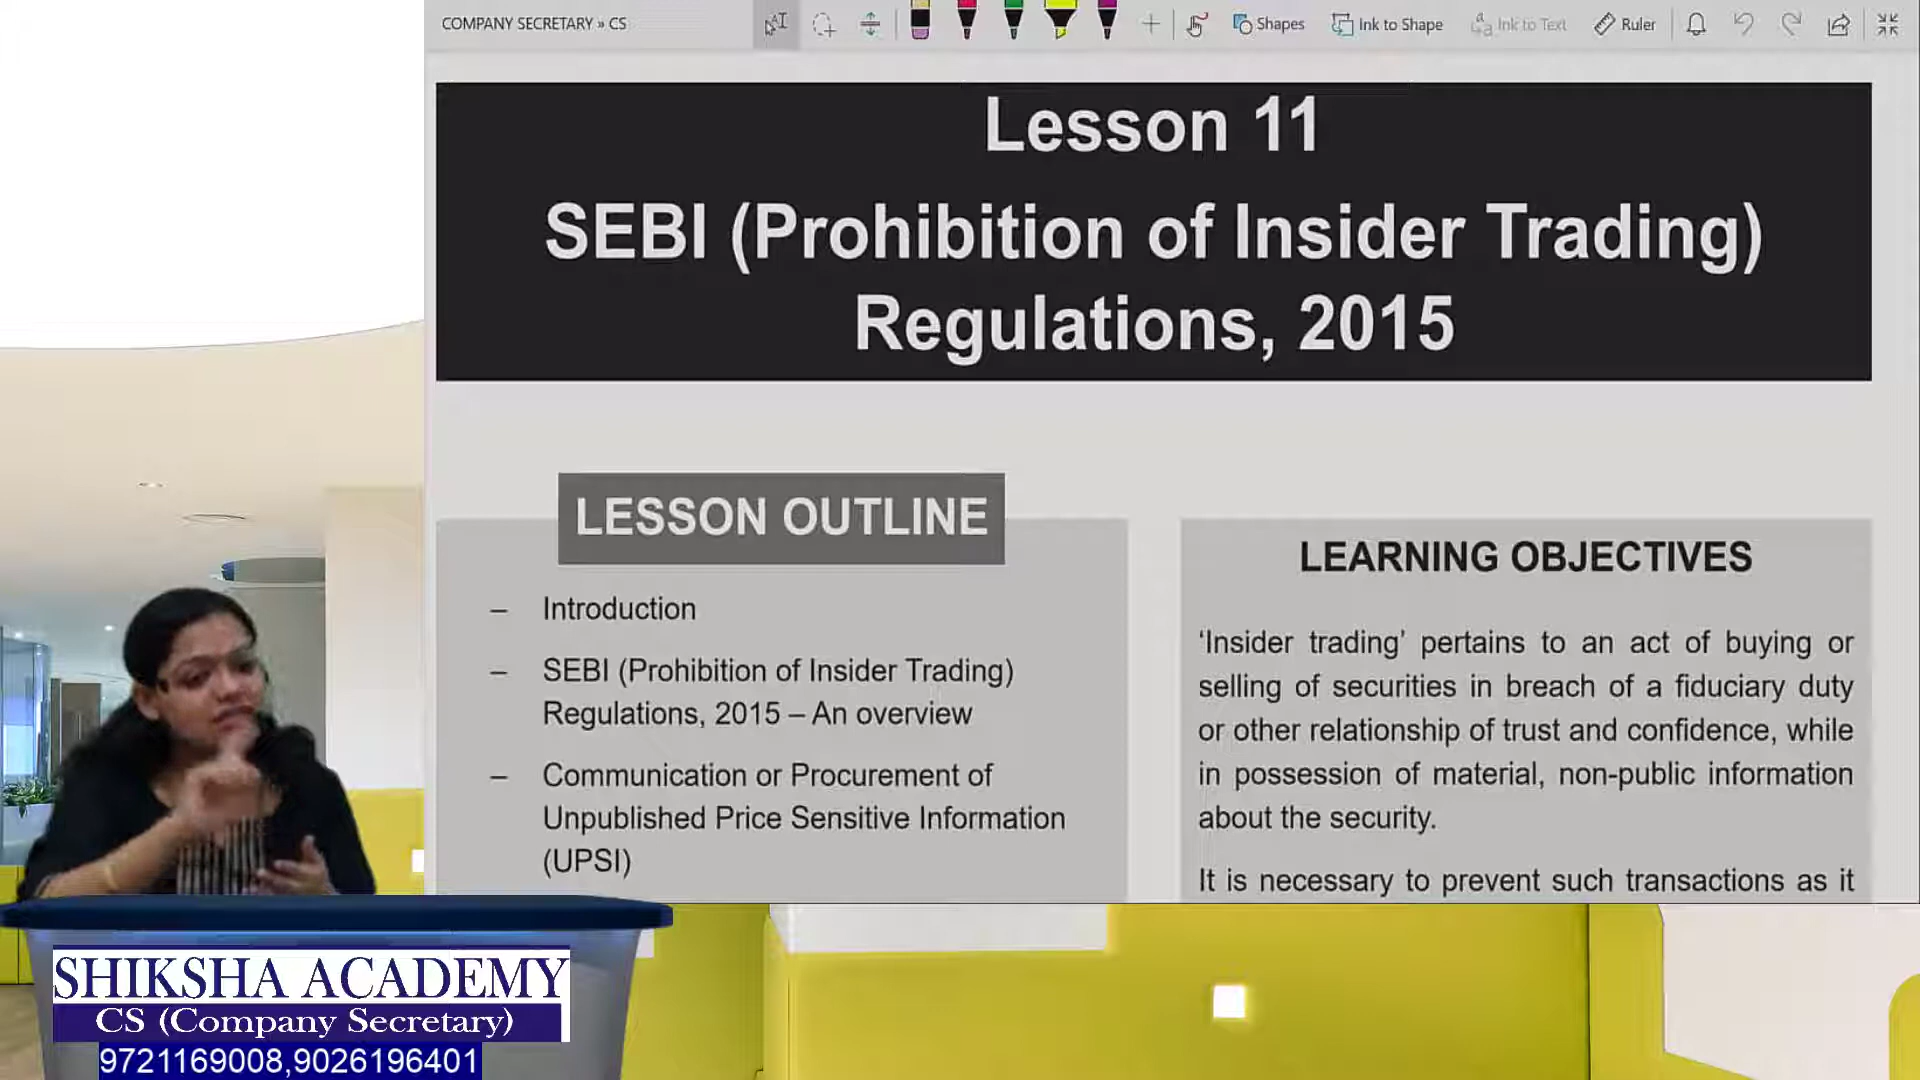 COMPANY SECRETARY » CS
Shapes
Ink to Shape
Ink to Text
Ruler
Lesson 11
SEBI (Prohibition of Insider Trading)
Regulations, 2015
LESSON OUTLINE
– Introduction
– SEBI (Prohibition of Insider Trading)
Regulations, 2015 – An overview
– Communication or Procurement of
Unpublished Price Sensitive Information
(UPSI)
LEARNING OBJECTIVES
‘Insider trading’ pertains to an act of buying or
selling of securities in breach of a fiduciary duty
or other relationship of trust and confidence, while
in possession of material, non-public information
about the security.
It is necessary to prevent such transactions as it
SHIKSHA ACADEMY
CS (Company Secretary)
9721169008,9026196401